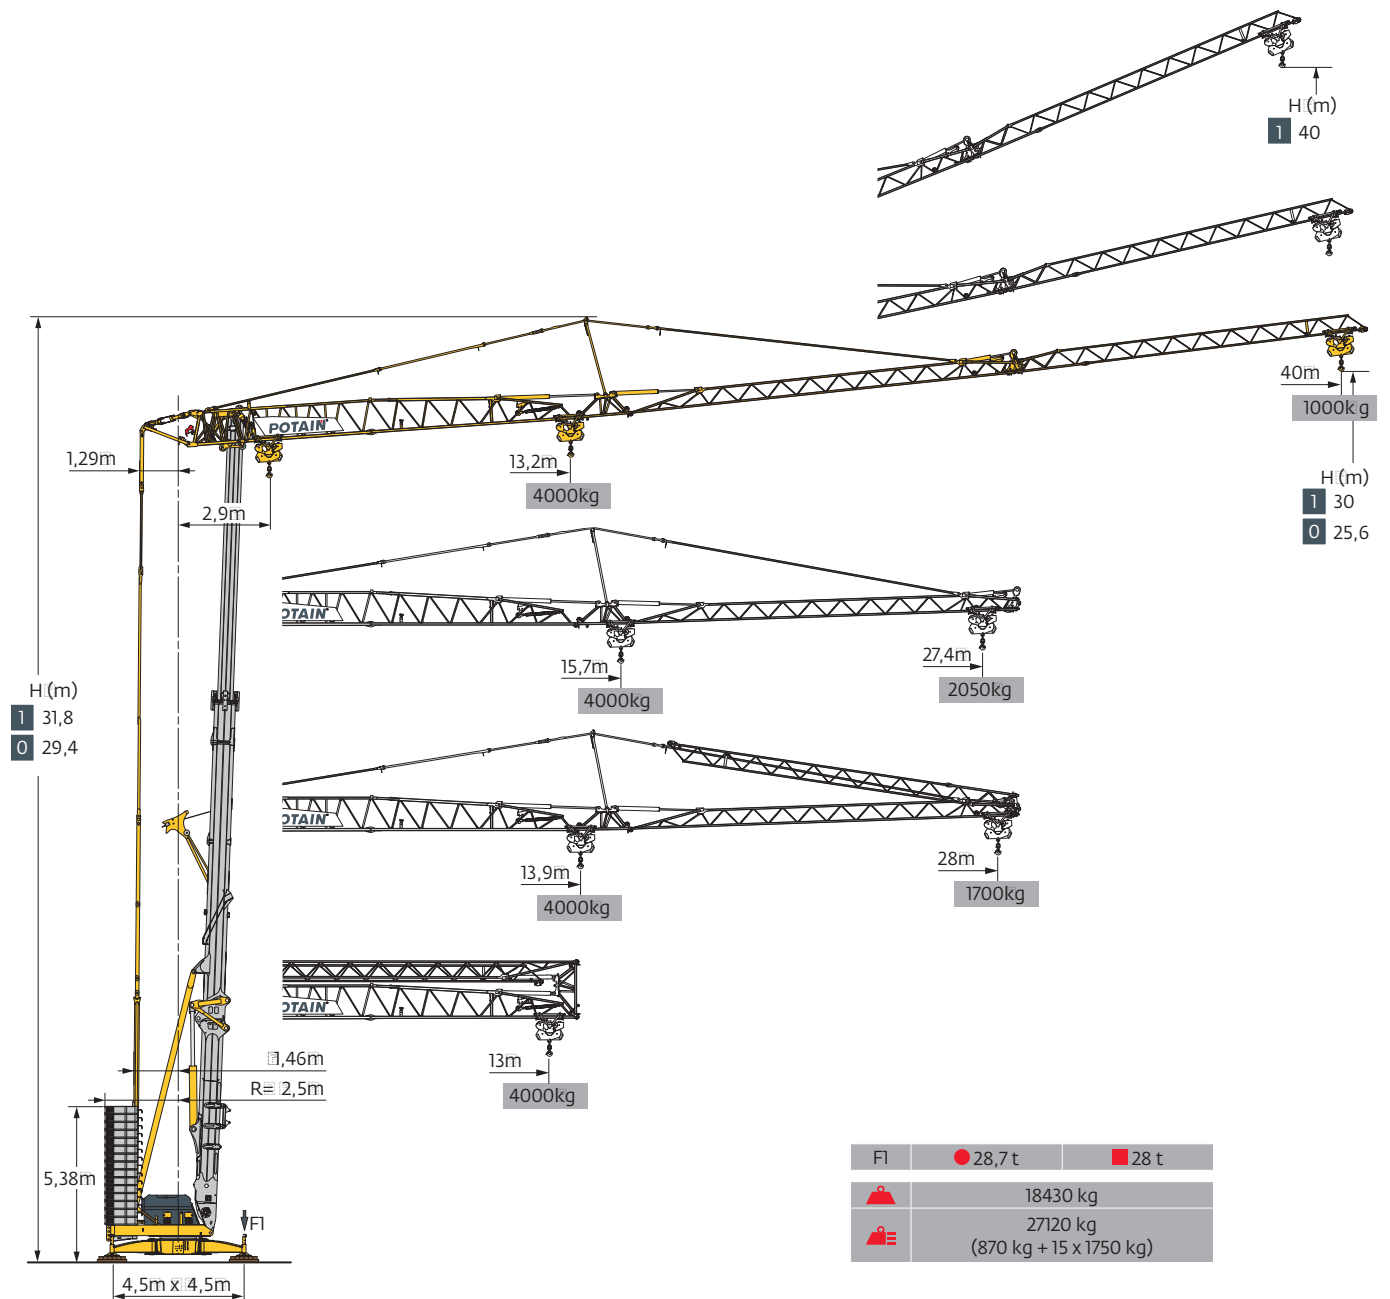 H (m)
1 40
40m
1000kg
H (m)
1 30
0 25,6
POTAIN
1,29m
13,2m
4000kg
2,9m
POTAIN
15,7m
4000kg
27,4m
2050kg
H (m)
1 31,8
0 29,4
POTAIN
13,9m
4000kg
28m
1700kg
POTAIN
13m
4000kg
1,46m
R= 2,5m
5,38m
F1
4,5m x 4,5m
F1 28,7 t 28 t
18430 kg
27120 kg
(870 kg + 15 x 1750 kg)